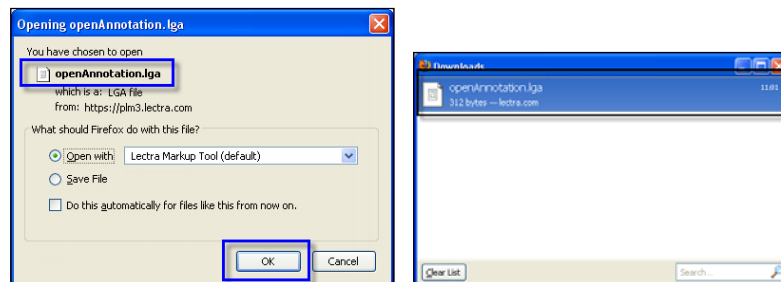 Opening openAnnotation.lga
You have chosen to open
openAnnotation.lga
which is a: LGA file
from: https://plm3.lectra.com
What should Firefox do with this file?
Open with Lectra Markup Tool (default)
Save File
Do this automatically for files like this from now on.
OK Cancel
Downloads
openAnnotation.lga 11:01
312 bytes — lectra.com
Clear List Search...